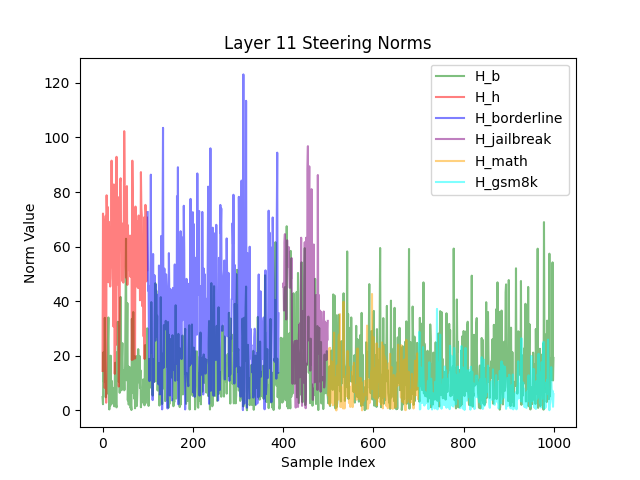 Layer 11 Steering Norms
H_b
H_h
H_borderline
H_jailbreak
H_math
H_gsm8k
Norm Value
120
100
80
60
40
20
0
0
200
400
600
800
1000
Sample Index